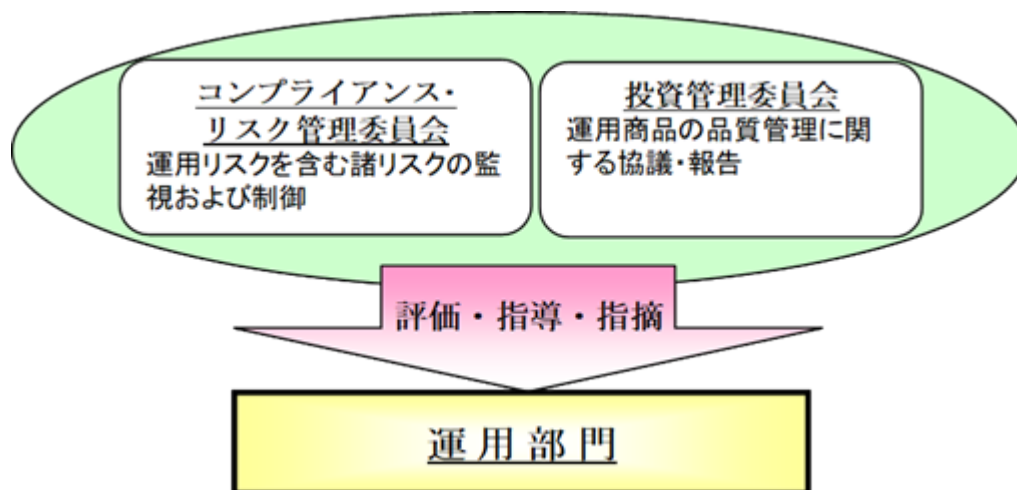 コンプライアンス・
リスク管理委員会
運用リスクを含む諸リスクの監
視および制御
投資管理委員会
運用商品の品質管理に関
する協議・報告
評価・指導・指摘
運用部門